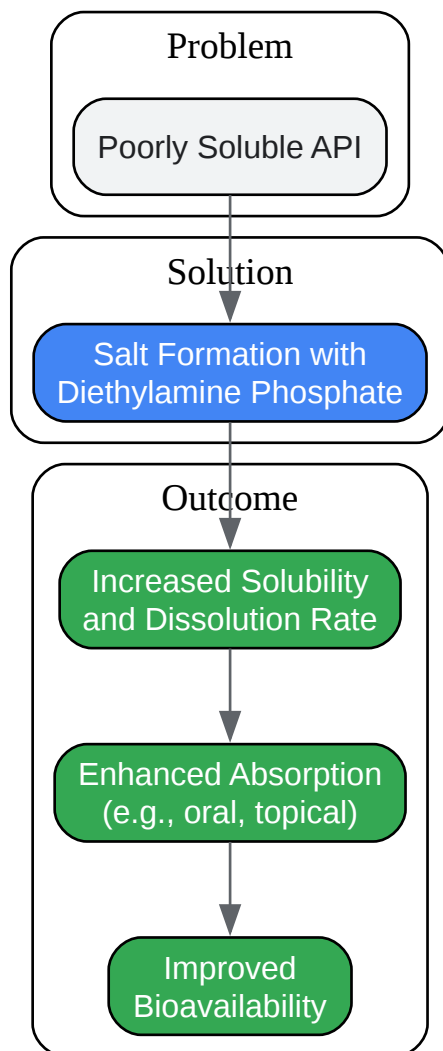 Problem
Poorly Soluble API
Solution
Salt Formation with
Diethylamine Phosphate
Outcome
Increased Solubility
and Dissolution Rate
Enhanced Absorption
(e.g., oral, topical)
Improved
Bioavailability